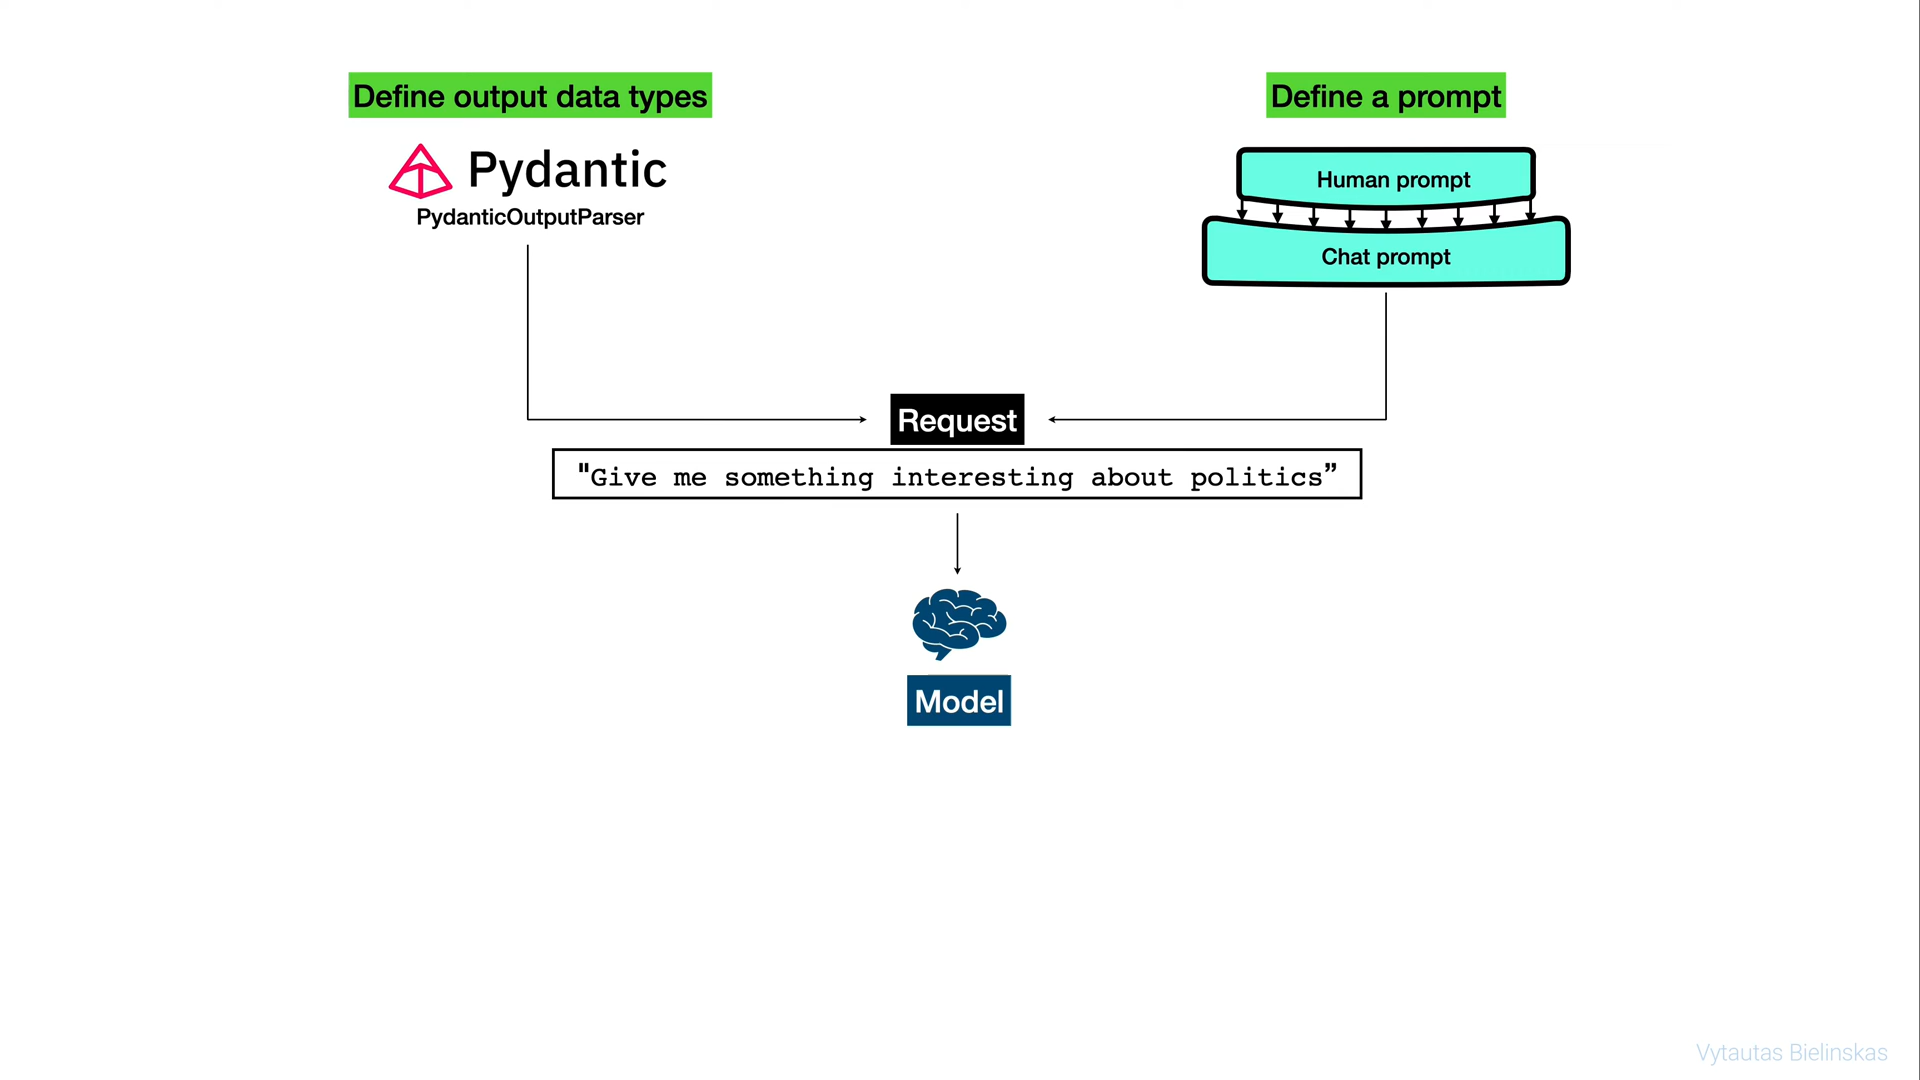 Define output data types
Define a prompt
Pydantic
PydanticOutputParser
Human prompt
Chat prompt
Request
"Give me something interesting about politics”
Model
Vytautas Bielinskas